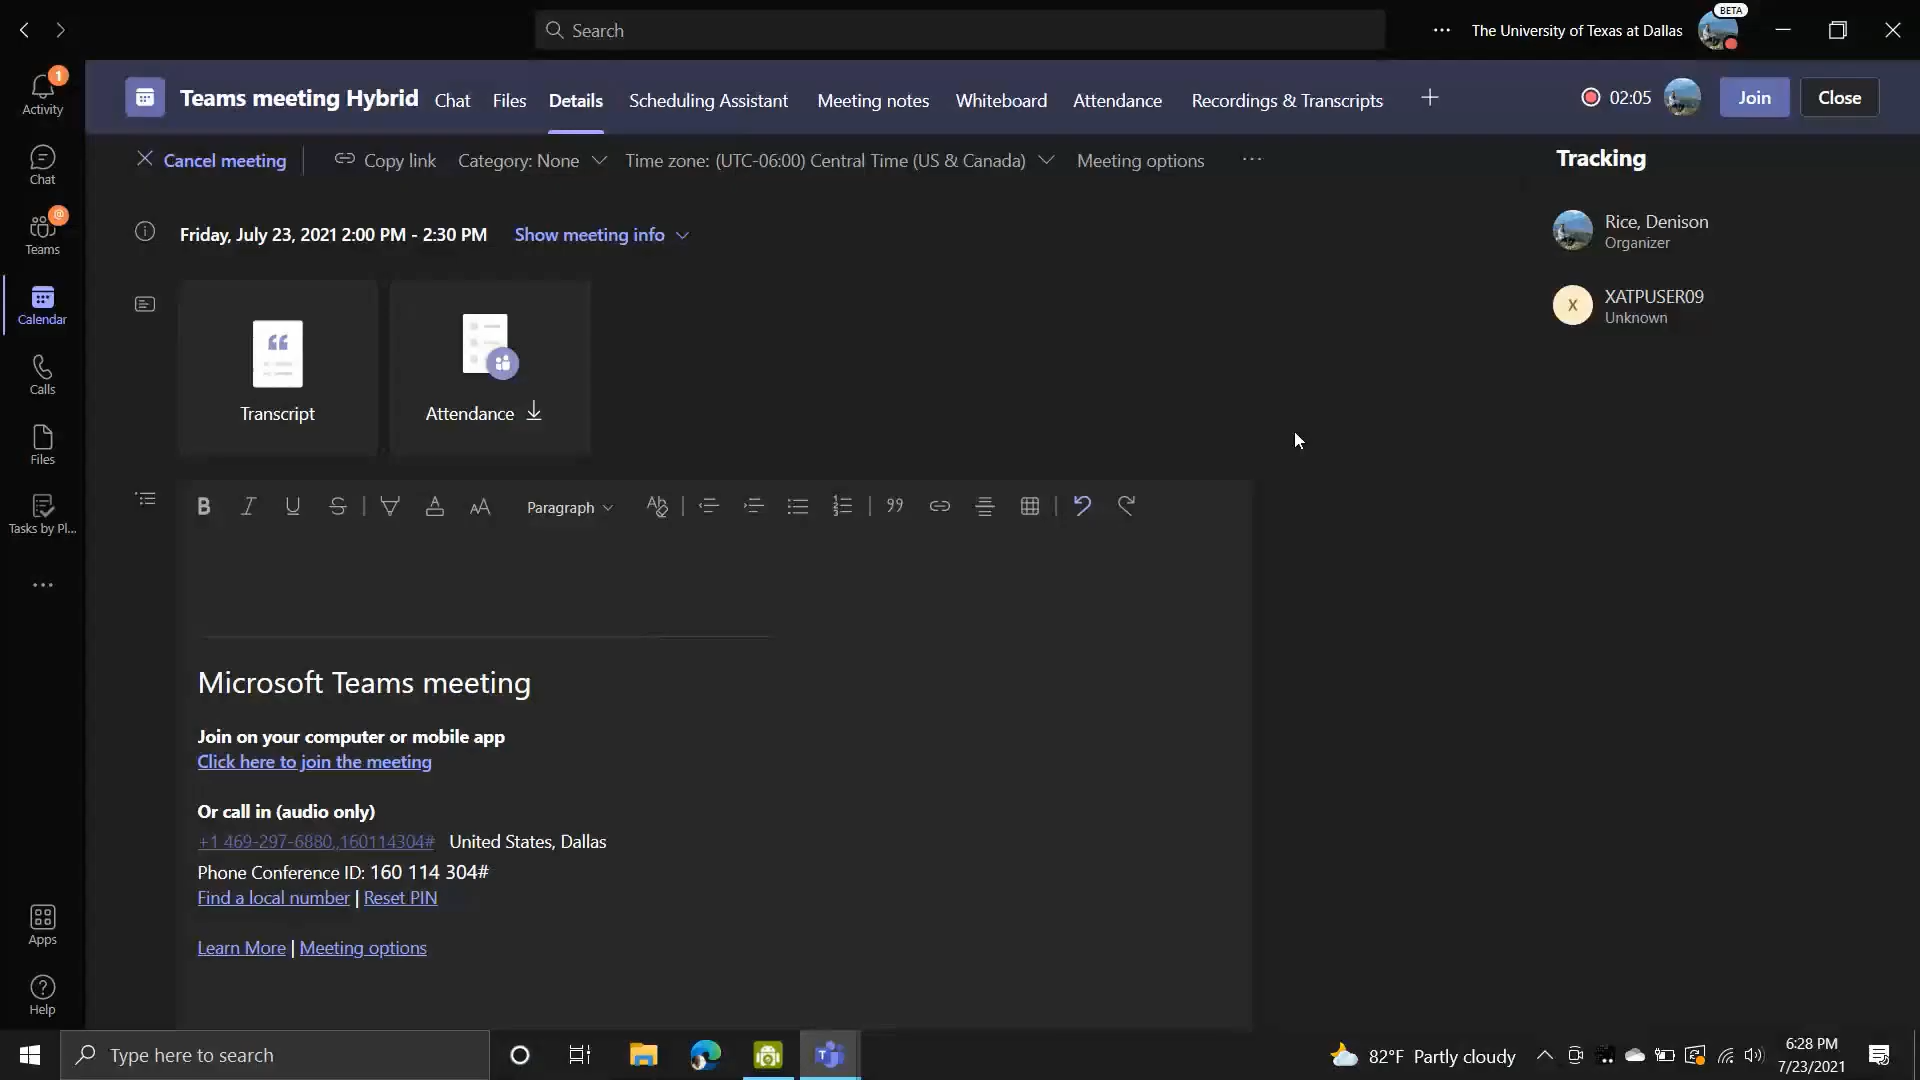 Search
The University of Texas at Dallas
BETA
Activity
1
Chat
Teams
@
Calendar
Calls
Files
Tasks by Pl...
Apps
Help
Teams meeting Hybrid
Chat
Files
Details
Scheduling Assistant
Meeting notes
Whiteboard
Attendance
Recordings & Transcripts
02:05
Join
Close
Cancel meeting
Copy link
Category: None
Time zone: (UTC-06:00) Central Time (US & Canada)
Meeting options
Friday, July 23, 2021 2:00 PM - 2:30 PM
Show meeting info
Transcript
Attendance
Paragraph
Microsoft Teams meeting
Join on your computer or mobile app
Click here to join the meeting
Or call in (audio only)
+1 469-297-6880,,160114304# United States, Dallas
Phone Conference ID: 160 114 304#
Find a local number | Reset PIN
Learn More | Meeting options
Tracking
Rice, Denison
Organizer
X
XATPUSER09
Unknown
Type here to search
82°F Partly cloudy
6:28 PM
7/23/2021